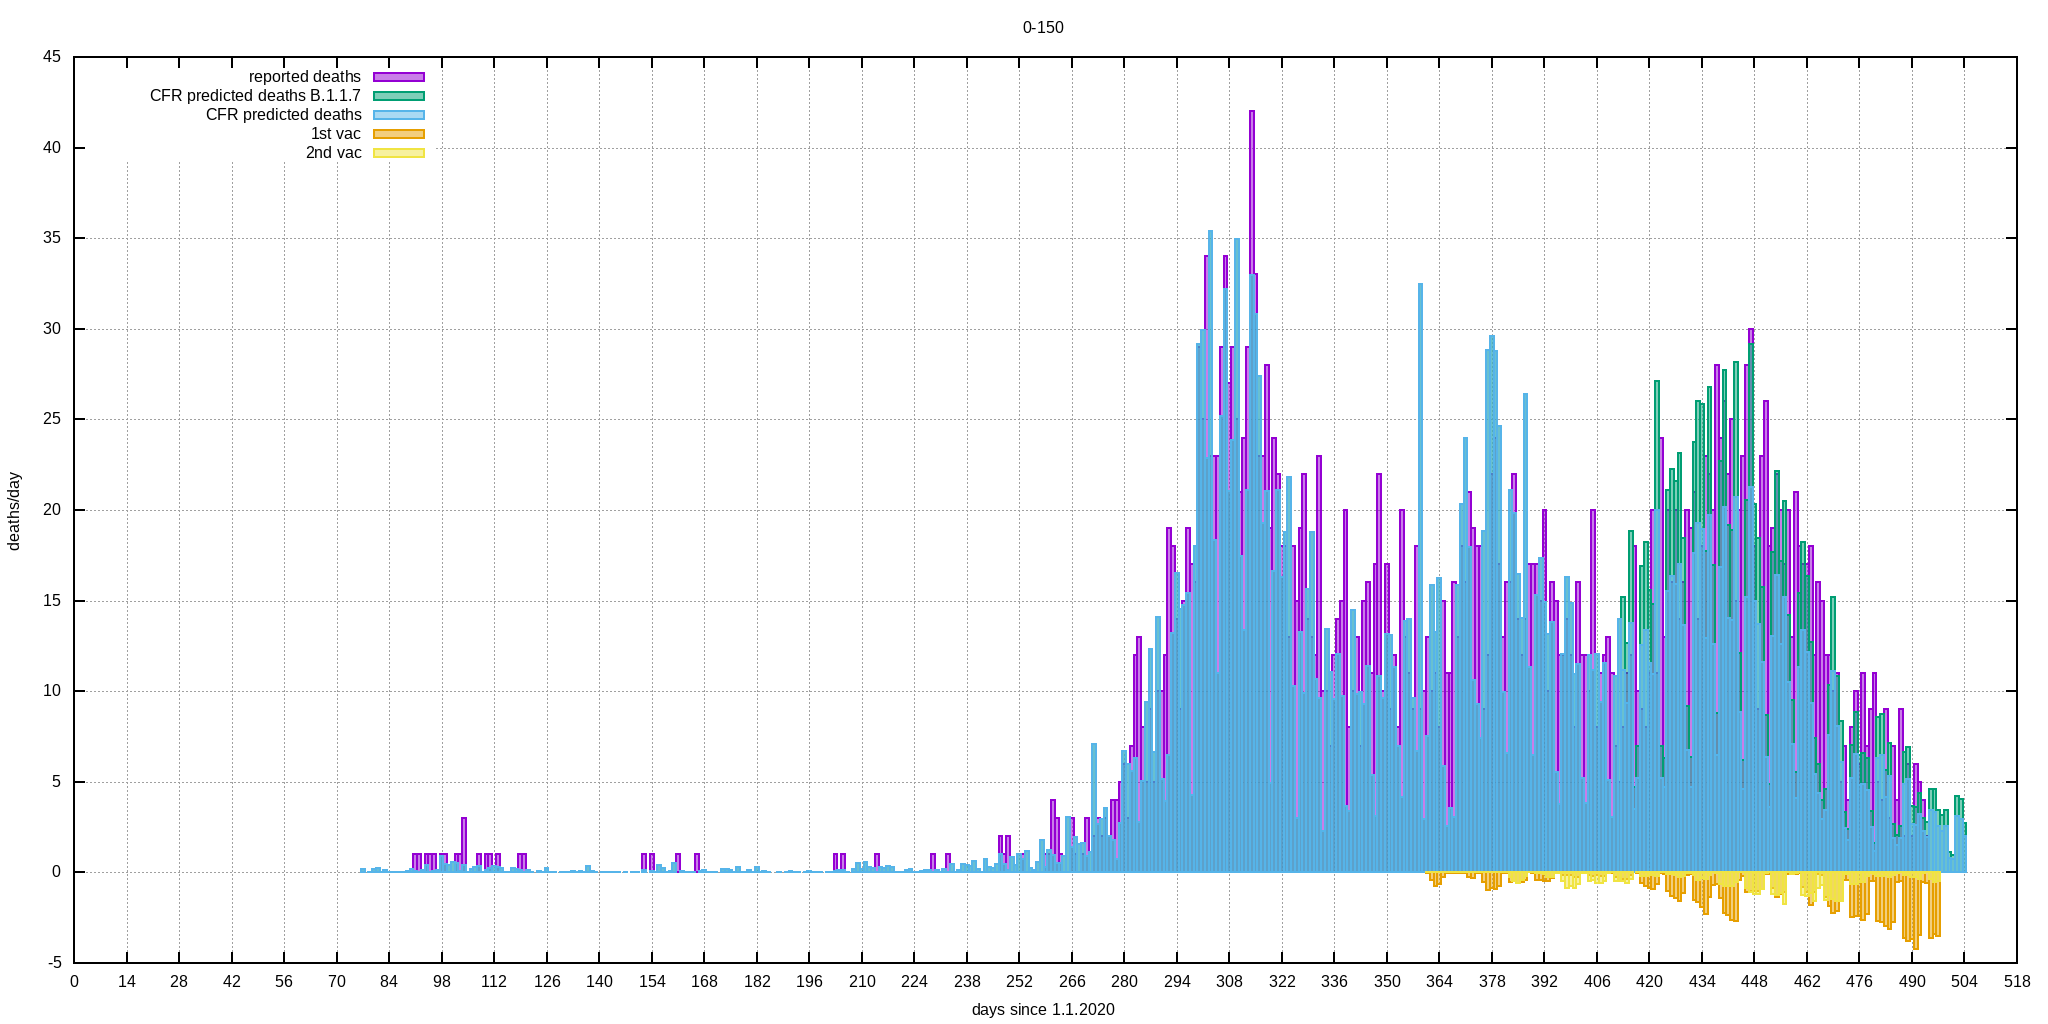 0-150
45
40
35
30
25
20
15
10
5
0
-5
deaths/day
reported deaths
CFR predicted deaths B.1.1.7
CFR predicted deaths
1st vac
2nd vac
0 14 28 42 56 70 84 98 112 126 140 154 168 182 196 210 224 238 252 266 280 294 308 322 336 350 364 378 392 406 420 434 448 462 476 490 504 518
days since 1.1.2020